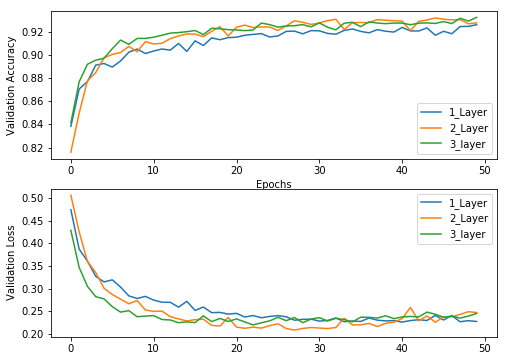 Validation Accuracy
0.92
0.90
0.88
0.86
0.84
0.82
1_Layer
2_Layer
3_layer
0 10 20 30 40 50
Epochs
Validation Loss
0.50
0.45
0.40
0.35
0.30
0.25
0.20
1_Layer
2_Layer
3_layer
0 10 20 30 40 50